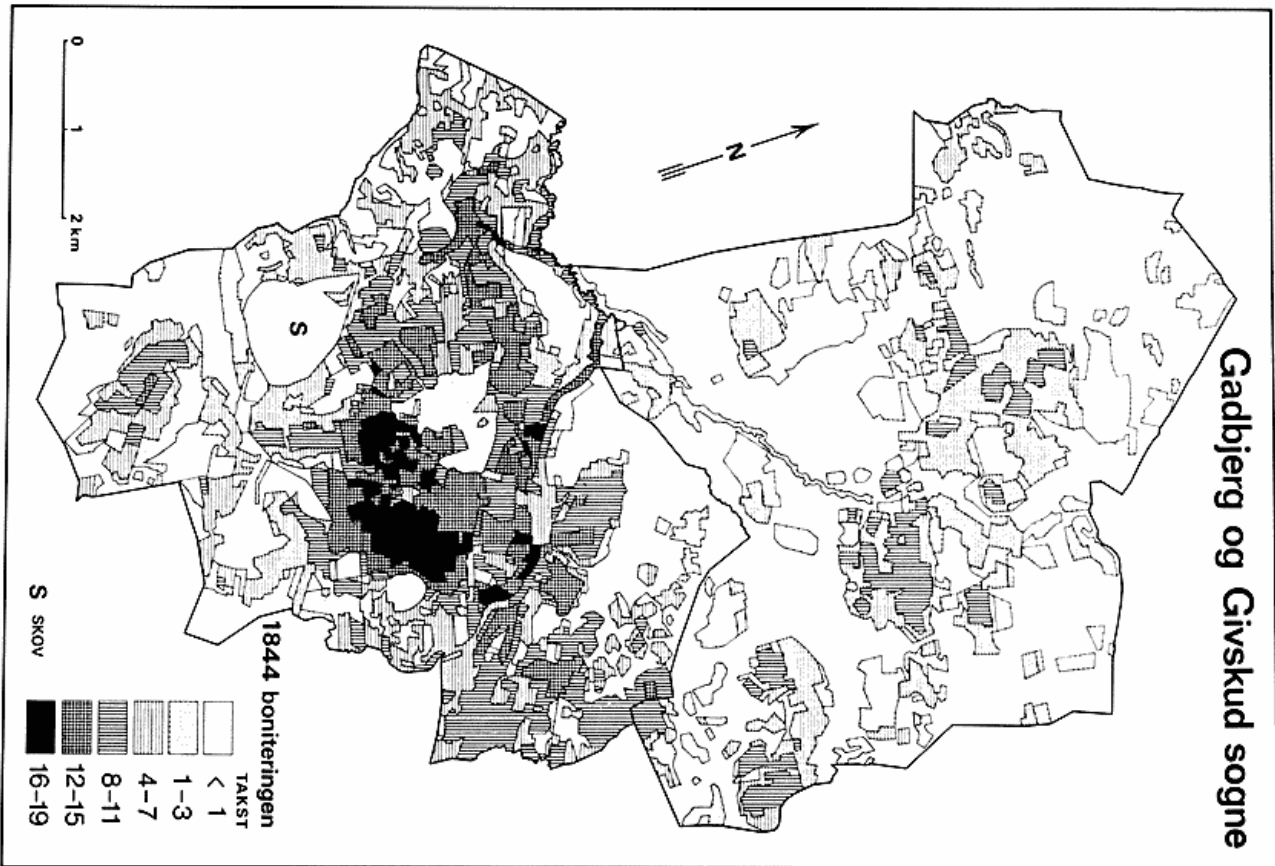 Gadbjerg og Givskud sogne
N
S
0 1 2 km
1844 boniteringen
TAKST
< 1
1–3
4–7
8–11
12–15
16–19
S SKOV